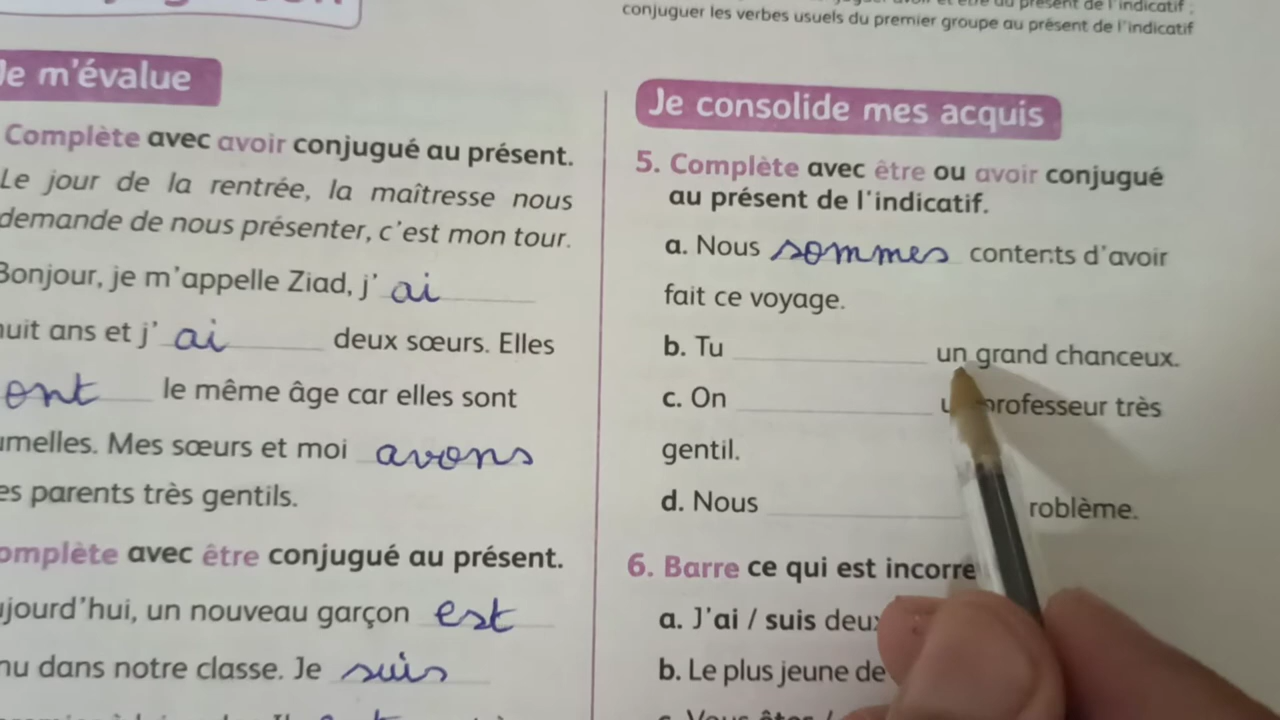 conjuguer les verbes usuels du premier groupe au présent de l'indicatif
Je m'évalue
Complète avec avoir conjugué au présent.
Le jour de la rentrée, la maîtresse nous
demande de nous présenter, c'est mon tour.
Bonjour, je m'appelle Ziad, j' ai
huit ans et j' ai deux sœurs. Elles
ont le même âge car elles sont
Mes sœurs et moi avons
parents très gentils.
avec être conjugué au présent.
un nouveau garçon est
dans notre classe. Je suis
Je consolide mes acquis
5. Complète avec être ou avoir conjugué
au présent de l'indicatif.
a. Nous sommes contents d'avoir
fait ce voyage.
b. Tu un grand chanceux.
c. On professeur très
gentil.
d. Nous roblème.
6. Barre ce qui est incorre
a. J'ai / suis deux
b. Le plus jeune de